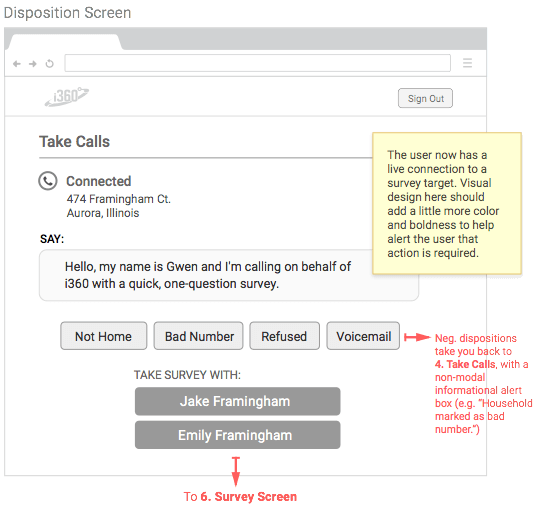 Disposition Screen
i360°
Sign Out
Take Calls
The user now has a
live connection to a
survey target. Visual
design here should
add a little more color
and boldness to help
alert the user that
action is required.
Connected
474 Framingham Ct.
Aurora, Illinois
SAY:
Hello, my name is Gwen and I'm calling on behalf of
i360 with a quick, one-question survey.
Not Home
Bad Number
Refused
Voicemail
Neg. dispositions
take you back to
4. Take Calls, with a
non-modal
informational alert
box (e.g. “Household
marked as bad
number.”)
TAKE SURVEY WITH:
Jake Framingham
Emily Framingham
To 6. Survey Screen